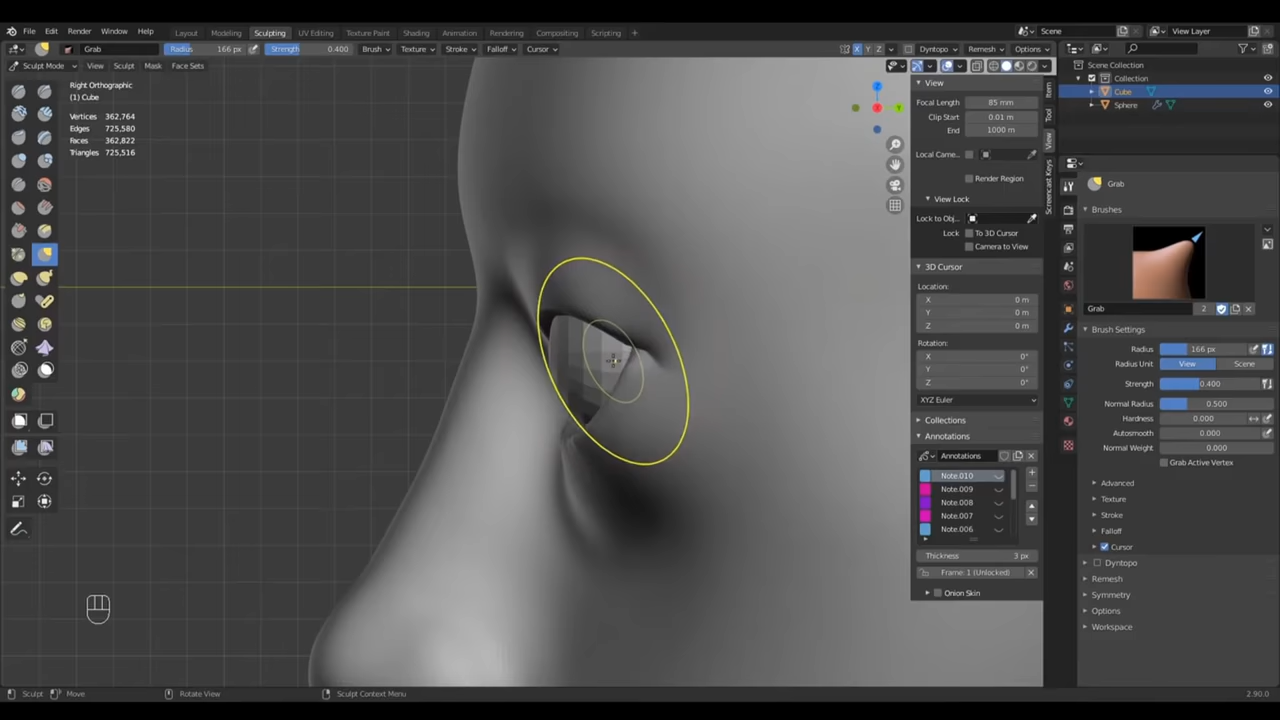 File Edit Render Window Help Layout Modeling Sculpting UV Editing Texture Paint Shading Animation Rendering Compositing Scripting + Scene View Layer
Grab Radius 166 px Strength 0.400 Brush Texture Stroke Falloff Cursor X Y Z Dyntopo Remesh Options
Sculpt Mode View Sculpt Mask Face Sets
Scene Collection
Collection
Cube
Sphere
Right Orthographic
(1) Cube
Vertices 362,764
Edges 725,580
Faces 362,822
Triangles 725,516
View
Focal Length 85 mm
Clip Start 0.01 m
End 1000 m
Local Came...
Render Region
View Lock
Lock to Obj...
Lock To 3D Cursor
Camera to View
3D Cursor
Location:
X 0 m
Y 0 m
Z 0 m
Rotation:
X 0°
Y 0°
Z 0°
XYZ Euler
Collections
Annotations
Annotations
Note.010
Note.009
Note.008
Note.007
Note.006
Thickness 3 px
Frame: 1 (Unlocked)
Onion Skin
Item
Tool
View
Screencast Keys
Grab
Brushes
Grab 2
Brush Settings
Radius 166 px
Radius Unit View Scene
Strength 0.400
Normal Radius 0.500
Hardness 0.000
Autosmooth 0.000
Normal Weight 0.000
Grab Active Vertex
Advanced
Texture
Stroke
Falloff
Cursor
Dyntopo
Remesh
Symmetry
Options
Workspace
Sculpt Move Rotate View Sculpt Context Menu 2.90.0